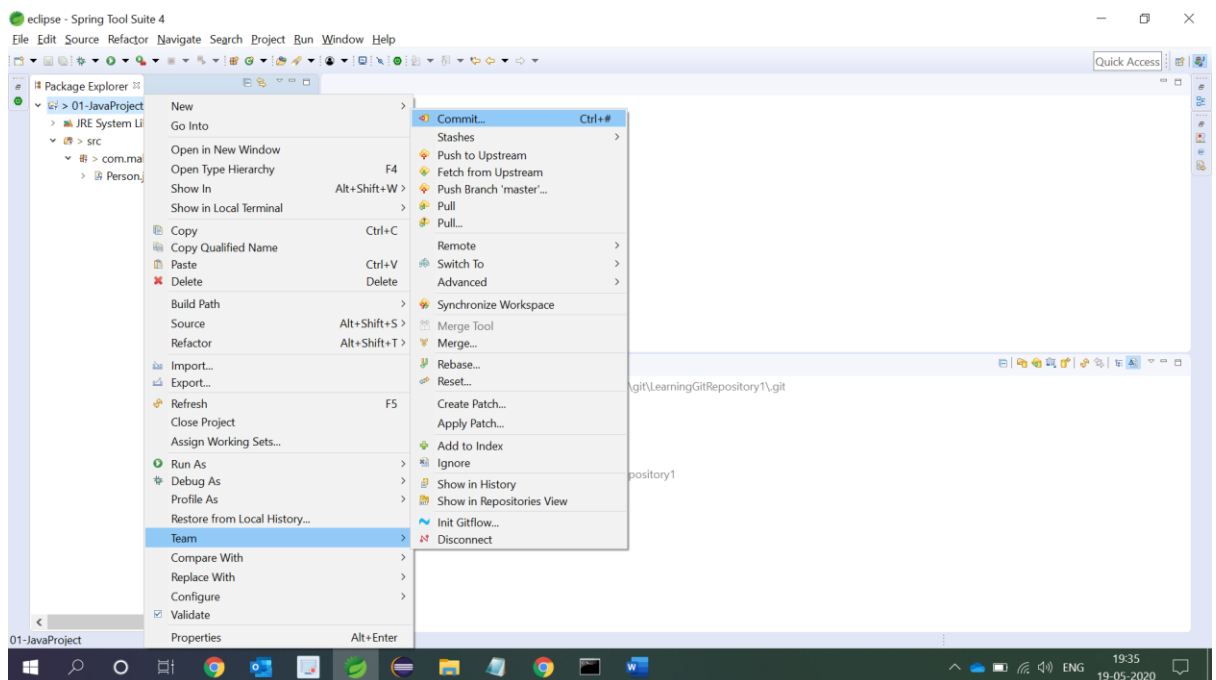 eclipse - Spring Tool Suite 4
File Edit Source Refactor Navigate Search Project Run Window Help
Quick Access
Package Explorer
> 01-JavaProject
JRE System Li
> src
> com.mal
Person.j
New
Go Into
Open in New Window
Open Type Hierarchy F4
Show In Alt+Shift+W >
Show in Local Terminal >
Copy Ctrl+C
Copy Qualified Name
Paste Ctrl+V
Delete Delete
Build Path >
Source Alt+Shift+S >
Refactor Alt+Shift+T >
Import...
Export...
Refresh F5
Close Project
Assign Working Sets...
Run As >
Debug As >
Profile As >
Restore from Local History...
Team >
Compare With >
Replace With >
Configure >
Validate
Properties Alt+Enter
Commit... Ctrl+#
Stashes >
Push to Upstream
Fetch from Upstream
Push Branch 'master'...
Pull
Pull...
Remote >
Switch To >
Advanced >
Synchronize Workspace
Merge Tool
Merge...
Rebase...
Reset...
Create Patch...
Apply Patch...
Add to Index
Ignore
Show in History
Show in Repositories View
Init Gitflow...
Disconnect
\git\LearningGitRepository1\.git
pository1
01-JavaProject
ENG
19:35
19-05-2020